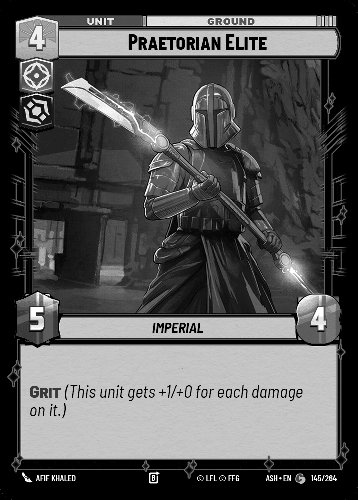 UNIT GROUND
4 PRAETORIAN ELITE
5 4
IMPERIAL
GRIT (This unit gets +1/+0 for each damage
on it.)
AFIF KHALED © LFL © FFG ASH • EN 145/264